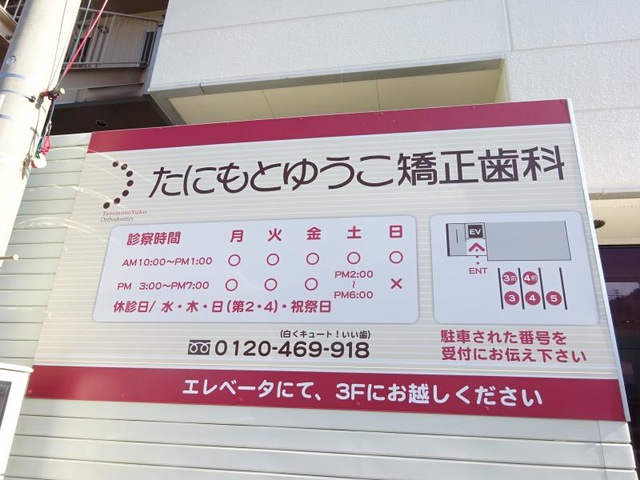 たにもとゆうこ矯正歯科
TanimotoYuko
Orthodontics
診察時間 月 火 金 土 日
AM10:00～PM1:00 ○ ○ ○ ○ ○
PM 3:00～PM7:00 ○ ○ ○ PM2:00～PM6:00 ×
休診日/ 水・木・日(第2・4)・祝祭日
(白くキュート!いい歯)
0120-469-918
EV
ENT
3前 4前
3 4 5
駐車された番号を
受付にお伝え下さい
エレベータにて、3Fにお越しください